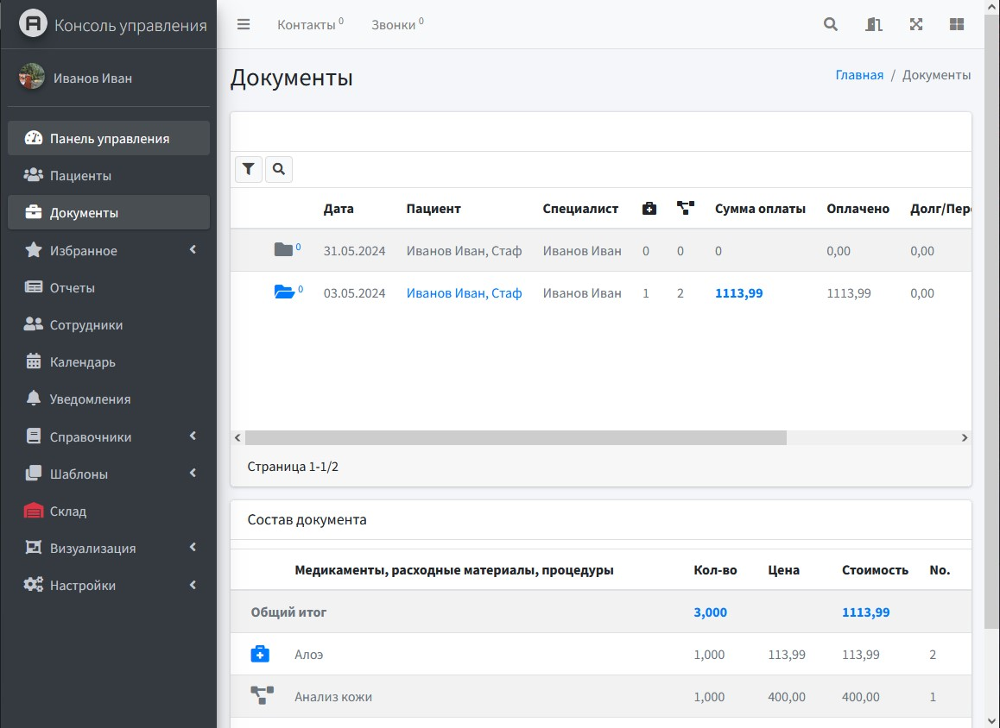 Консоль управления
Контакты 0 Звонки 0
Документы
Главная / Документы
Иванов Иван
Панель управления
Пациенты
Документы
Избранное
Отчеты
Сотрудники
Календарь
Уведомления
Справочники
Шаблоны
Склад
Визуализация
Настройки
Дата Пациент Специалист Сумма оплаты Оплачено Долг/Пер
0 31.05.2024 Иванов Иван, Стаф Иванов Иван 0 0 0 0,00 0,00
0 03.05.2024 Иванов Иван, Стаф Иванов Иван 1 2 1113,99 1113,99 0,00
Страница 1-1/2
Состав документа
Медикаменты, расходные материалы, процедуры Кол-во Цена Стоимость No.
Общий итог 3,000 1113,99
Алоэ 1,000 113,99 113,99 2
Анализ кожи 1,000 400,00 400,00 1